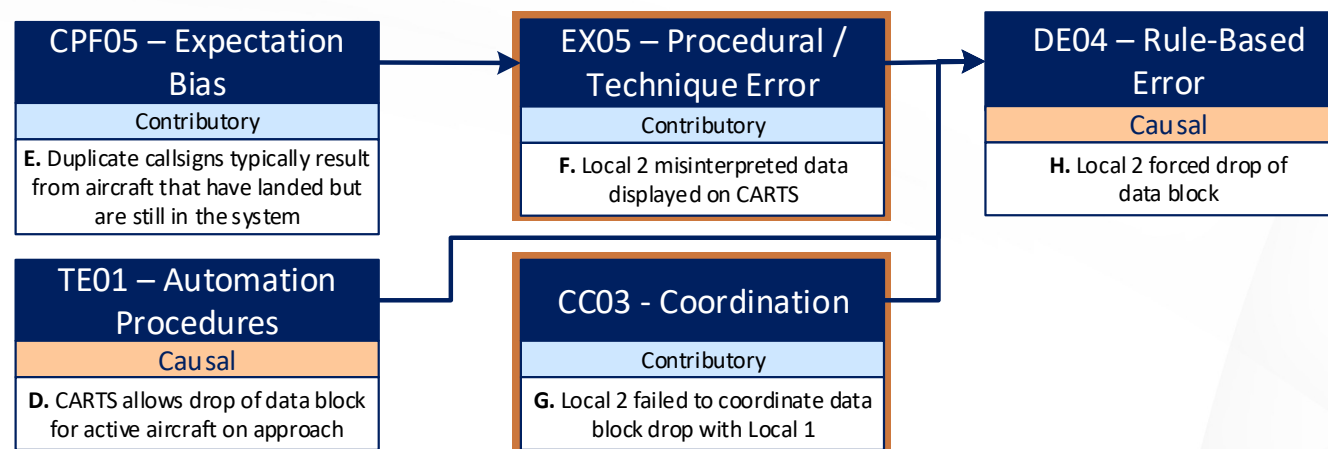 CPF05 – Expectation
Bias
Contributory
E. Duplicate callsigns typically result
from aircraft that have landed but
are still in the system
EX05 – Procedural /
Technique Error
Contributory
F. Local 2 misinterpreted data
displayed on CARTS
DE04 – Rule-Based
Error
Causal
H. Local 2 forced drop of
data block
TE01 – Automation
Procedures
Causal
D. CARTS allows drop of data block
for active aircraft on approach
CC03 - Coordination
Contributory
G. Local 2 failed to coordinate data
block drop with Local 1